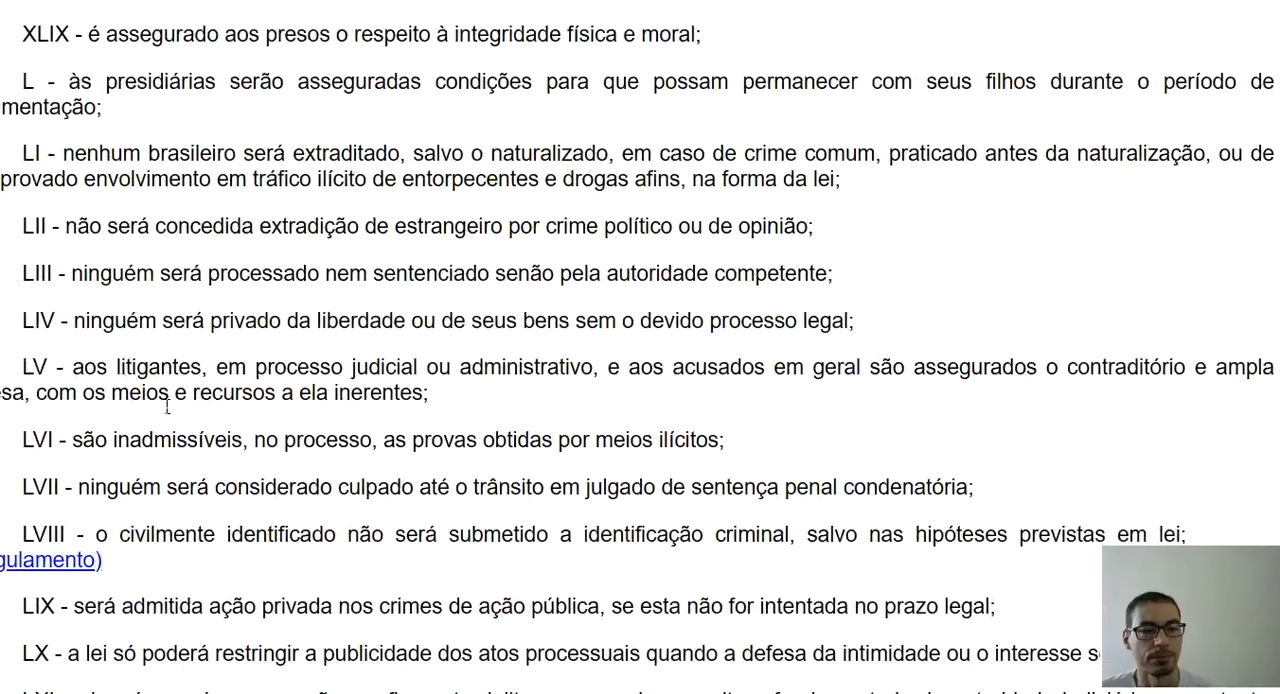 XLIX - é assegurado aos presos o respeito à integridade física e moral;
L - às presidiárias serão asseguradas condições para que possam permanecer com seus filhos durante o período de
mentação;
LI - nenhum brasileiro será extraditado, salvo o naturalizado, em caso de crime comum, praticado antes da naturalização, ou de
provado envolvimento em tráfico ilícito de entorpecentes e drogas afins, na forma da lei;
LII - não será concedida extradição de estrangeiro por crime político ou de opinião;
LIII - ninguém será processado nem sentenciado senão pela autoridade competente;
LIV - ninguém será privado da liberdade ou de seus bens sem o devido processo legal;
LV - aos litigantes, em processo judicial ou administrativo, e aos acusados em geral são assegurados o contraditório e ampla
sa, com os meios e recursos a ela inerentes;
LVI - são inadmissíveis, no processo, as provas obtidas por meios ilícitos;
LVII - ninguém será considerado culpado até o trânsito em julgado de sentença penal condenatória;
LVIII - o civilmente identificado não será submetido a identificação criminal, salvo nas hipóteses previstas em lei;
gulamento)
LIX - será admitida ação privada nos crimes de ação pública, se esta não for intentada no prazo legal;
LX - a lei só poderá restringir a publicidade dos atos processuais quando a defesa da intimidade ou o interesse s